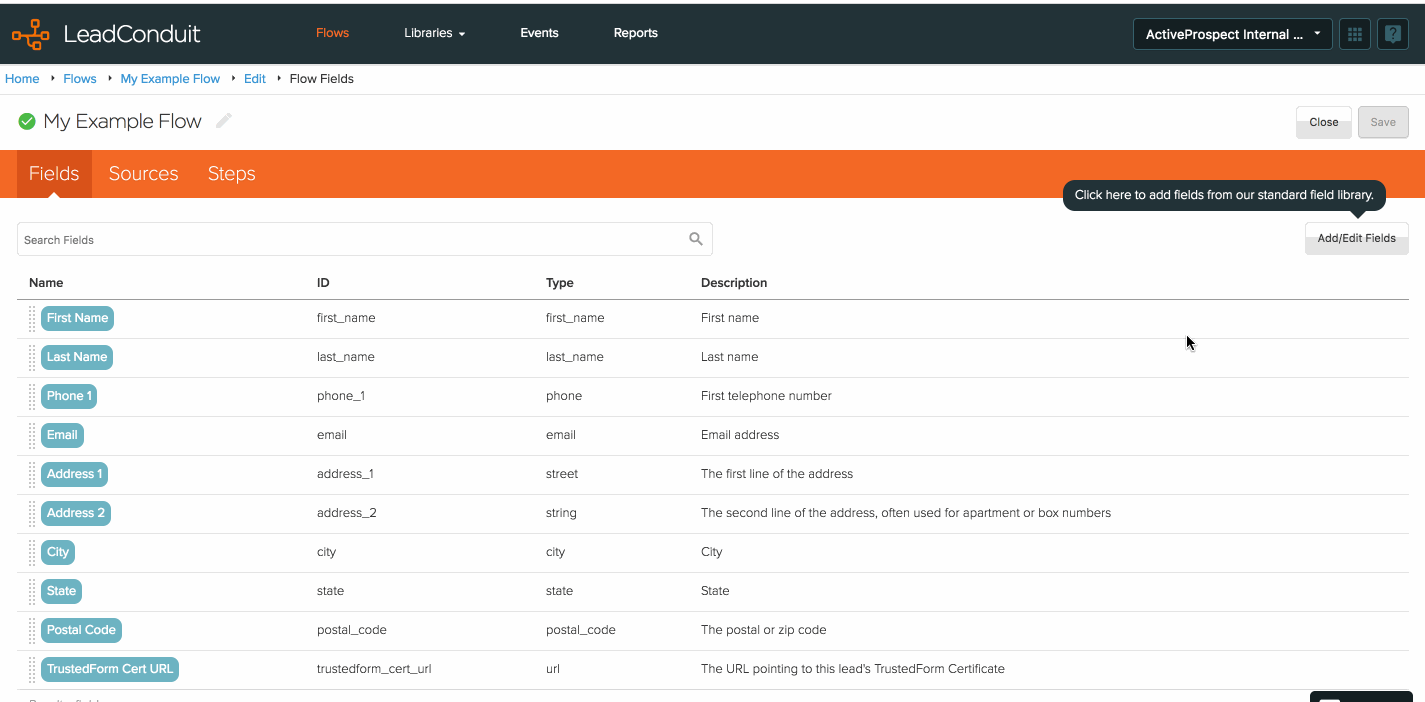 LeadConduit Flows Libraries Events Reports ActiveProspect Internal ...
Home Flows My Example Flow Edit Flow Fields
My Example Flow Close Save
Fields Sources Steps
Click here to add fields from our standard field library.
Search Fields Add/Edit Fields
Name ID Type Description
First Name first_name first_name First name
Last Name last_name last_name Last name
Phone 1 phone_1 phone First telephone number
Email email email Email address
Address 1 address_1 street The first line of the address
Address 2 address_2 string The second line of the address, often used for apartment or box numbers
City city city City
State state state State
Postal Code postal_code postal_code The postal or zip code
TrustedForm Cert URL trustedform_cert_url url The URL pointing to this lead's TrustedForm Certificate